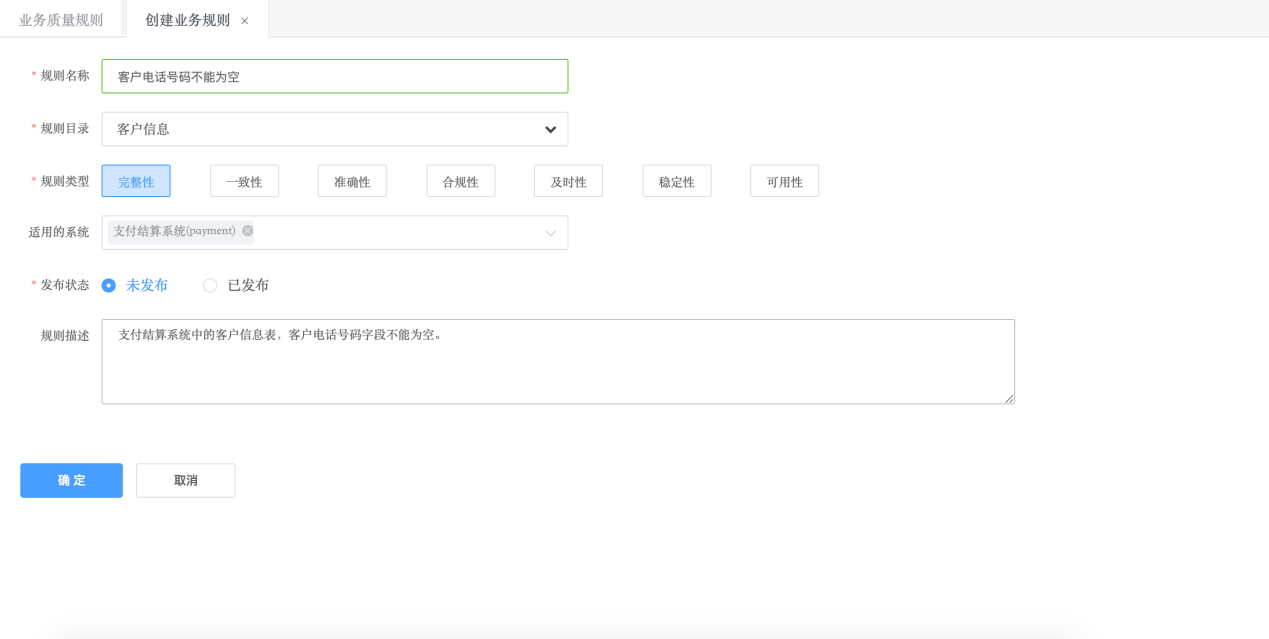 业务质量规则 创建业务规则 ×
* 规则名称 客户电话号码不能为空
* 规则目录 客户信息
* 规则类型 完整性 一致性 准确性 合规性 及时性 稳定性 可用性
适用的系统 支付结算系统(payment)
* 发布状态 未发布 已发布
规则描述 支付结算系统中的客户信息表，客户电话号码字段不能为空。
确 定 取消